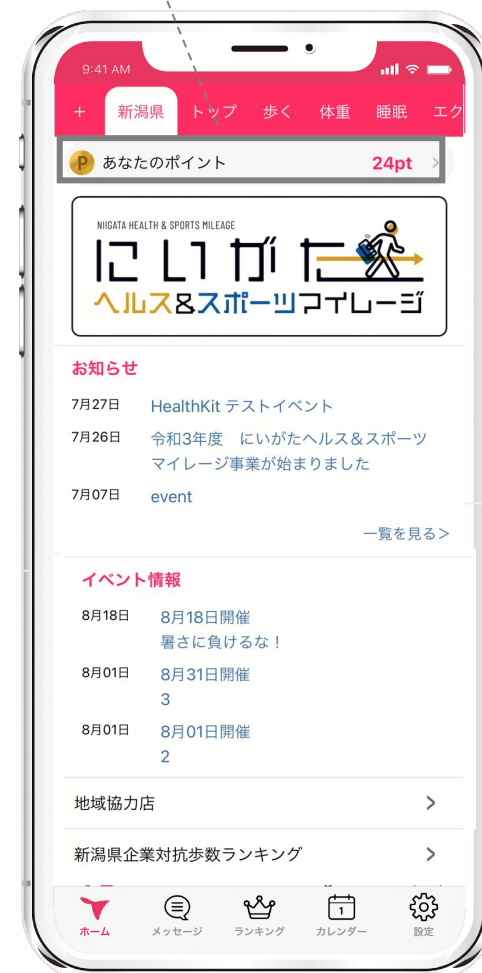 9:41 AM
+ 新潟県 トップ 歩く 体重 睡眠 エク
P あなたのポイント 24pt >
NIIGATA HEALTH & SPORTS MILEAGE
にいがた
ヘルス&スポーツマイレージ
お知らせ
7月27日 HealthKit テストイベント
7月26日 令和3年度　にいがたヘルス&スポーツ
マイレージ事業が始まりました
7月07日 event
一覧を見る＞
イベント情報
8月18日 8月18日開催
暑さに負けるな！
8月01日 8月31日開催
3
8月01日 8月01日開催
2
地域協力店 >
新潟県企業対抗歩数ランキング >
1
ホーム メッセージ ランキング カレンダー 設定